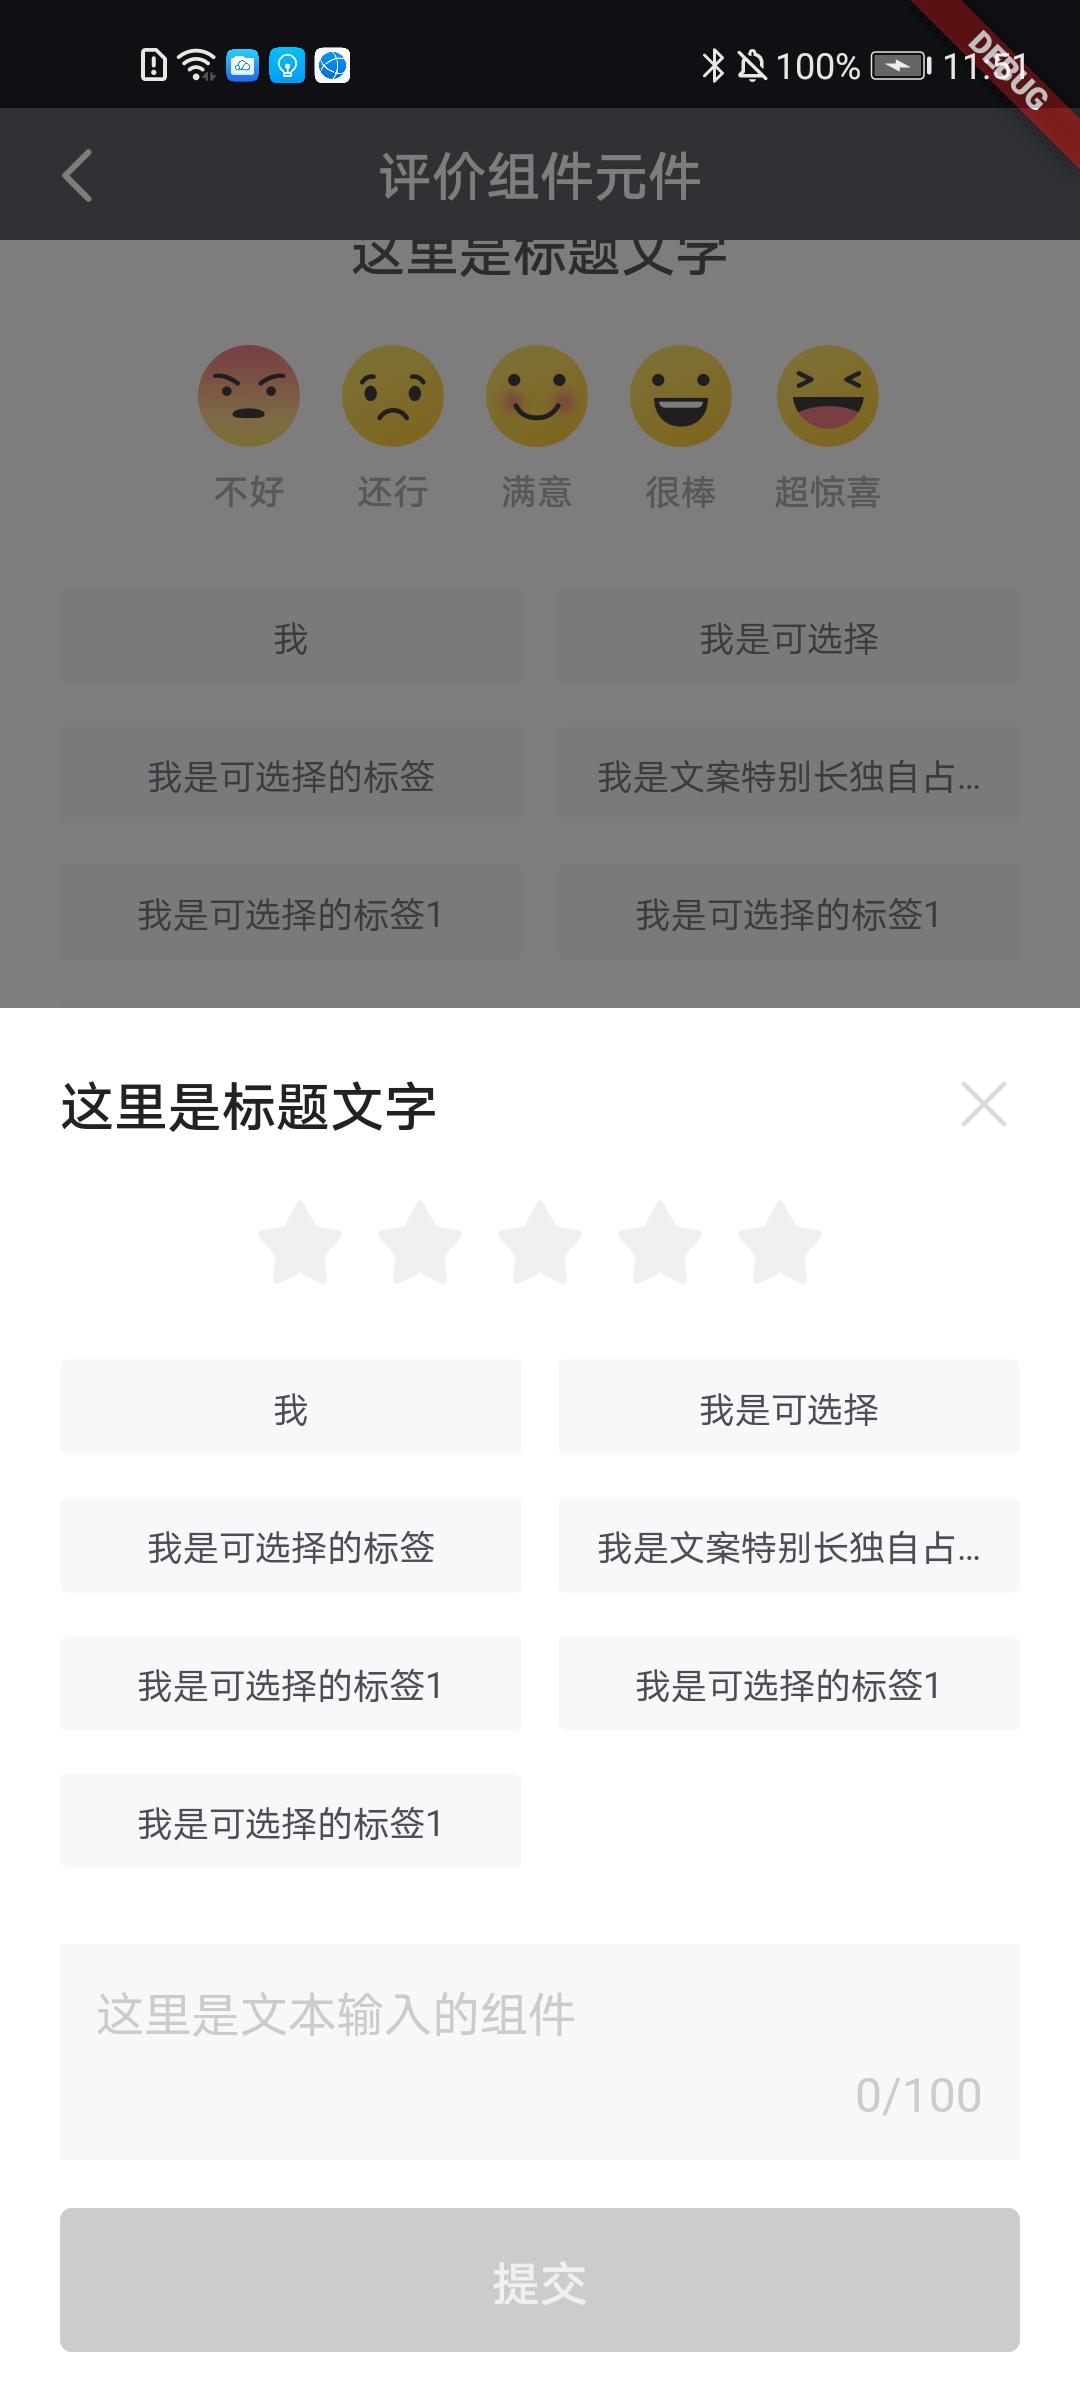 100%
11:51
DEBUG
评价组件元件
这里是标题文字
不好 还行 满意 很棒 超惊喜
我 我是可选择
我是可选择的标签 我是文案特别长独自占...
我是可选择的标签1 我是可选择的标签1
这里是标题文字
我 我是可选择
我是可选择的标签 我是文案特别长独自占...
我是可选择的标签1 我是可选择的标签1
我是可选择的标签1
这里是文本输入的组件
0/100
提交